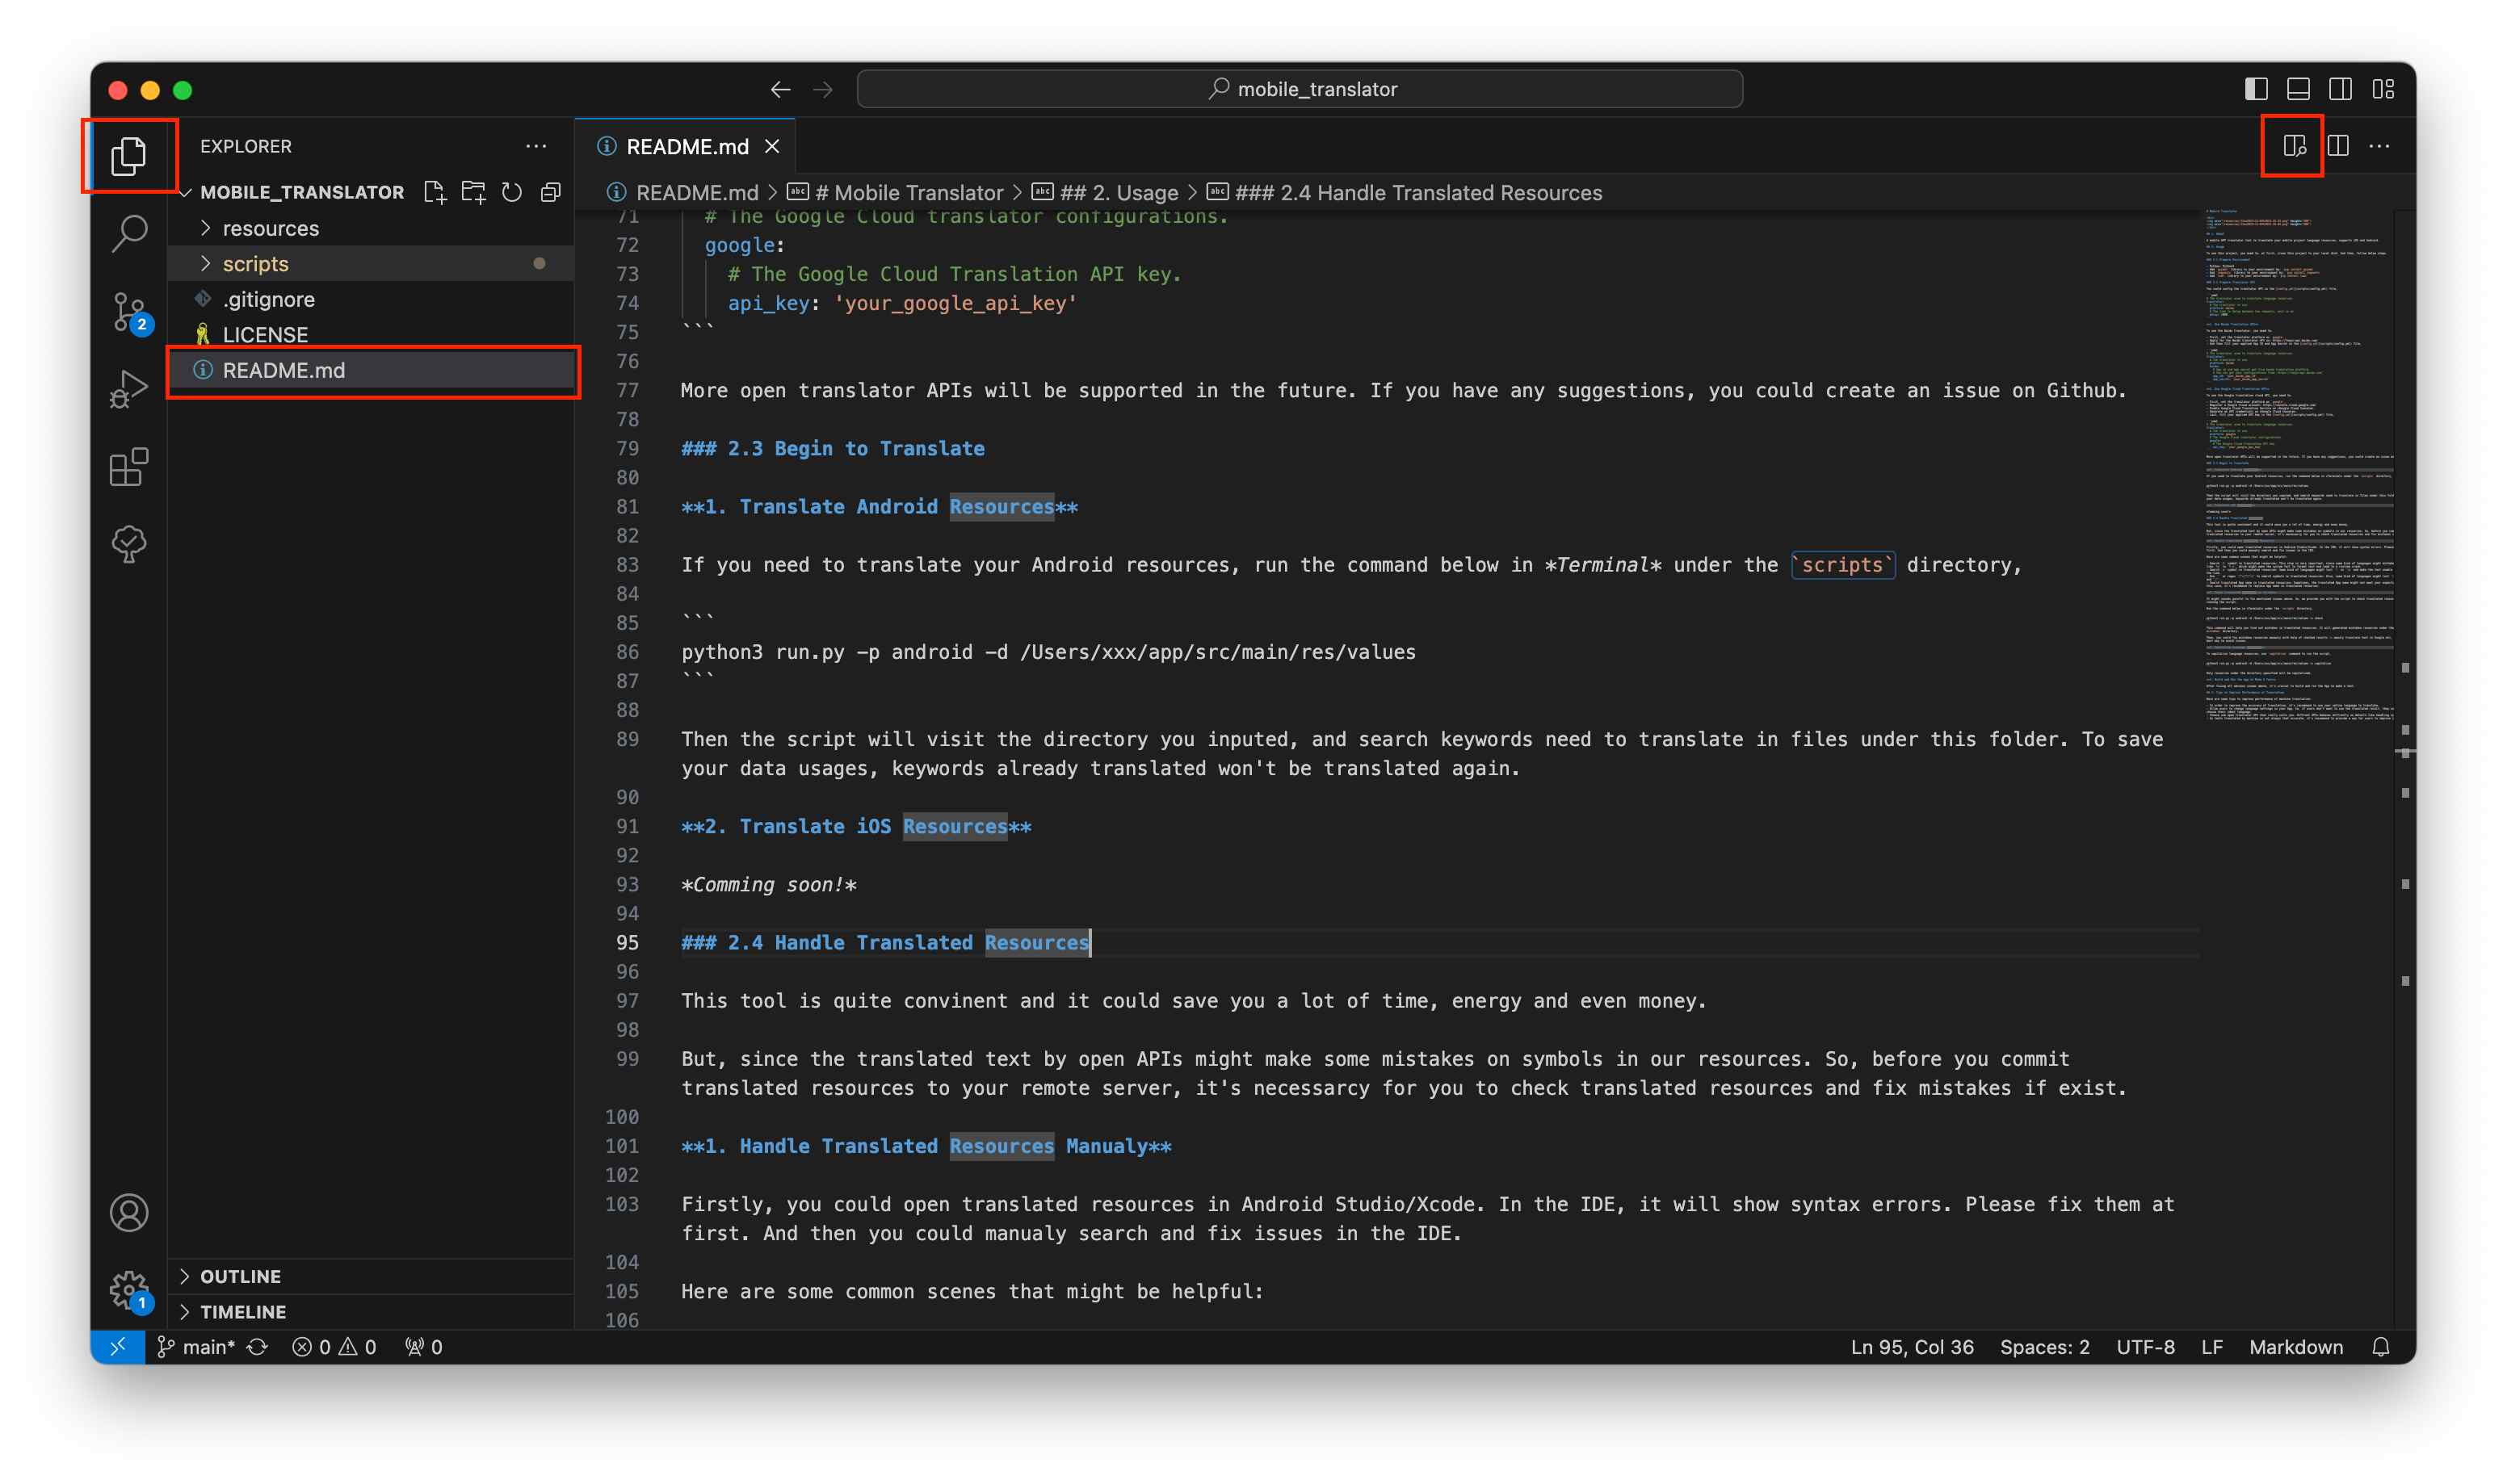 mobile_translator
EXPLORER
MOBILE_TRANSLATOR
resources
scripts
.gitignore
LICENSE
README.md
2
OUTLINE
TIMELINE
1
README.md
README.md > # Mobile Translator > ## 2. Usage > ### 2.4 Handle Translated Resources
71 # The Google Cloud translator configurations.
72 google:
73 # The Google Cloud Translation API key.
74 api_key: 'your_google_api_key'
75 ```
76
77 More open translator APIs will be supported in the future. If you have any suggestions, you could create an issue on Github.
78
79 ### 2.3 Begin to Translate
80
81 **1. Translate Android Resources**
82
83 If you need to translate your Android resources, run the command below in *Terminal* under the `scripts` directory,
84
85 ```
86 python3 run.py -p android -d /Users/xxx/app/src/main/res/values
87 ```
88
89 Then the script will visit the directory you inputed, and search keywords need to translate in files under this folder. To save
your data usages, keywords already translated won't be translated again.
90
91 **2. Translate iOS Resources**
92
93 *Comming soon!*
94
95 ### 2.4 Handle Translated Resources
96
97 This tool is quite convinent and it could save you a lot of time, energy and even money.
98
99 But, since the translated text by open APIs might make some mistakes on symbols in our resources. So, before you commit
translated resources to your remote server, it's necessarcy for you to check translated resources and fix mistakes if exist.
100
101 **1. Handle Translated Resources Manualy**
102
103 Firstly, you could open translated resources in Android Studio/Xcode. In the IDE, it will show syntax errors. Please fix them at
first. And then you could manualy search and fix issues in the IDE.
104
105 Here are some common scenes that might be helpful:
106
main* 0 0 0
Ln 95, Col 36 Spaces: 2 UTF-8 LF Markdown